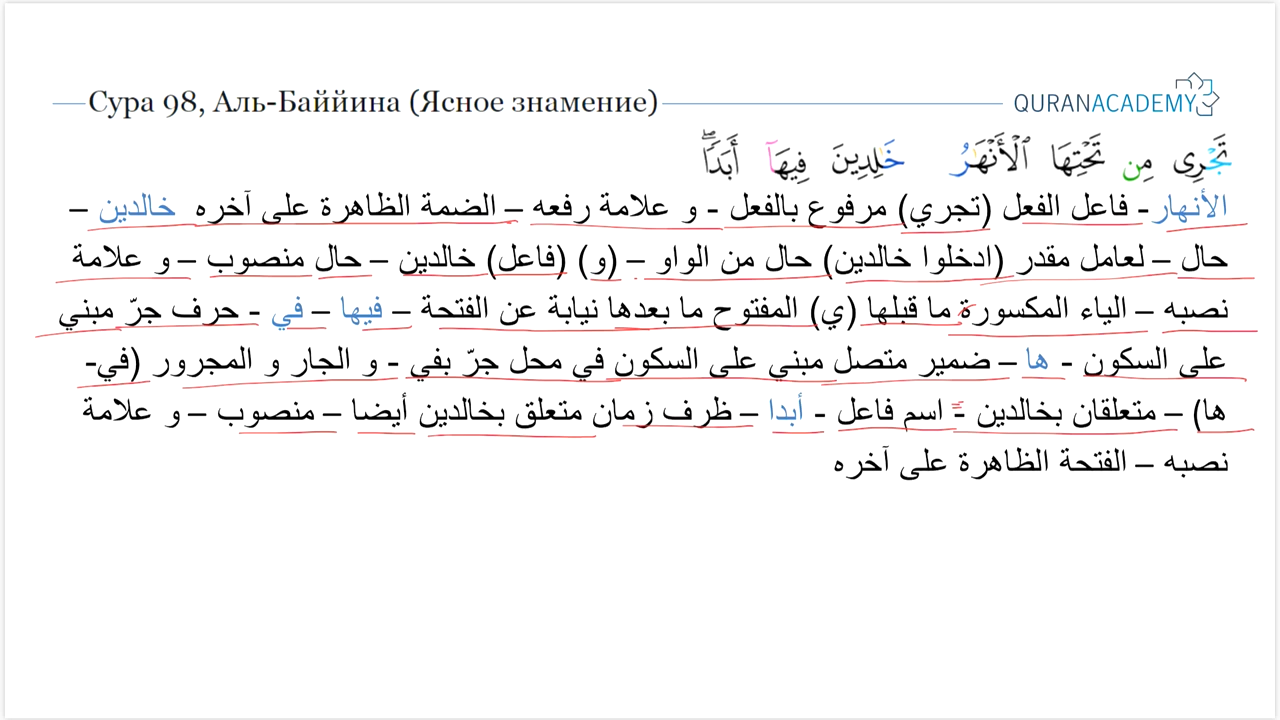 Сура 98, Аль-Баййина (Ясное знамение)
QURANACADEMY
تَجْرِى مِن تَحْتِهَا ٱلْأَنْهَـٰرُ خَـٰلِدِينَ فِيهَآ أَبَدًا ۖ
الأنهار - فاعل الفعل (تجري) مرفوع بالفعل - و علامة رفعه – الضمة الظاهرة على آخره خالدين –
حال – لعامل مقدر (ادخلوا خالدين) حال من الواو – (و) (فاعل) خالدين – حال منصوب – و علامة
نصبه – الياء المكسورة ما قبلها (ي) المفتوح ما بعدها نيابة عن الفتحة – فيها – في - حرف جرّ مبني
على السكون - ها – ضمير متصل مبني على السكون في محل جرّ بفي - و الجار و المجرور (في-
ها) – متعلقان بخالدين - اسم فاعل - أبدا – ظرف زمان متعلق بخالدين أيضا – منصوب – و علامة
نصبه – الفتحة الظاهرة على آخره